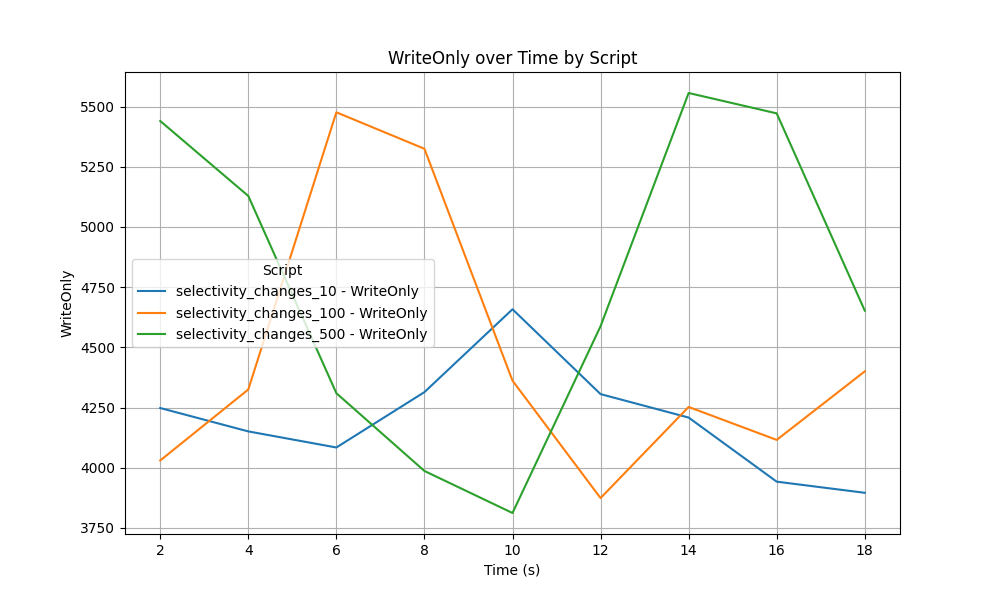 WriteOnly over Time by Script
5500
5250
5000
4750
4500
4250
4000
3750
WriteOnly
Script
selectivity_changes_10 - WriteOnly
selectivity_changes_100 - WriteOnly
selectivity_changes_500 - WriteOnly
2 4 6 8 10 12 14 16 18
Time (s)